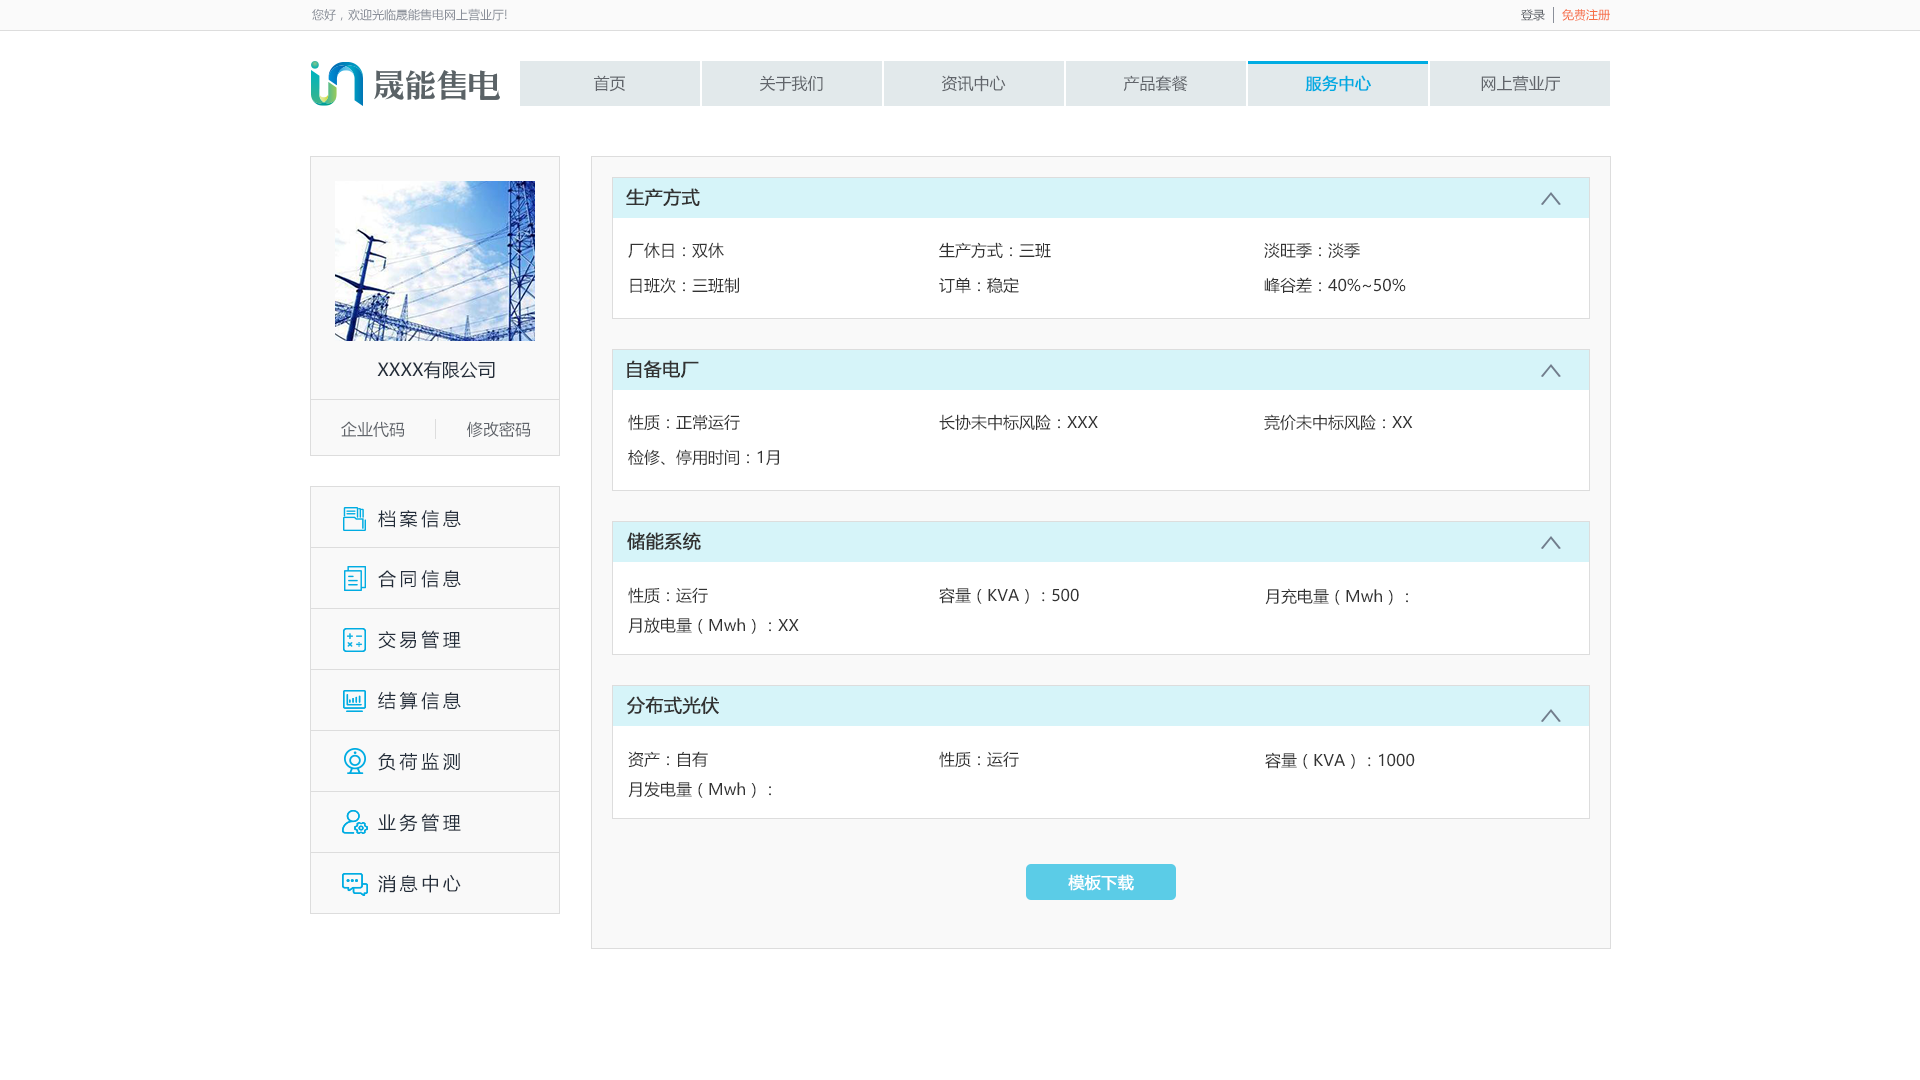 您好，欢迎光临晟能售电网上营业厅!
登录 | 免费注册
晟能售电
首页
关于我们
资讯中心
产品套餐
服务中心
网上营业厅
XXXX有限公司
企业代码
修改密码
档案信息
合同信息
交易管理
结算信息
负荷监测
业务管理
消息中心
生产方式
厂休日：双休
生产方式：三班
淡旺季：淡季
日班次：三班制
订单：稳定
峰谷差：40%~50%
自备电厂
性质：正常运行
长协未中标风险：XXX
竞价未中标风险：XX
检修、停用时间：1月
储能系统
性质：运行
容量（KVA）：500
月充电量（Mwh）：
月放电量（Mwh）：XX
分布式光伏
资产：自有
性质：运行
容量（KVA）：1000
月发电量（Mwh）：
模板下载